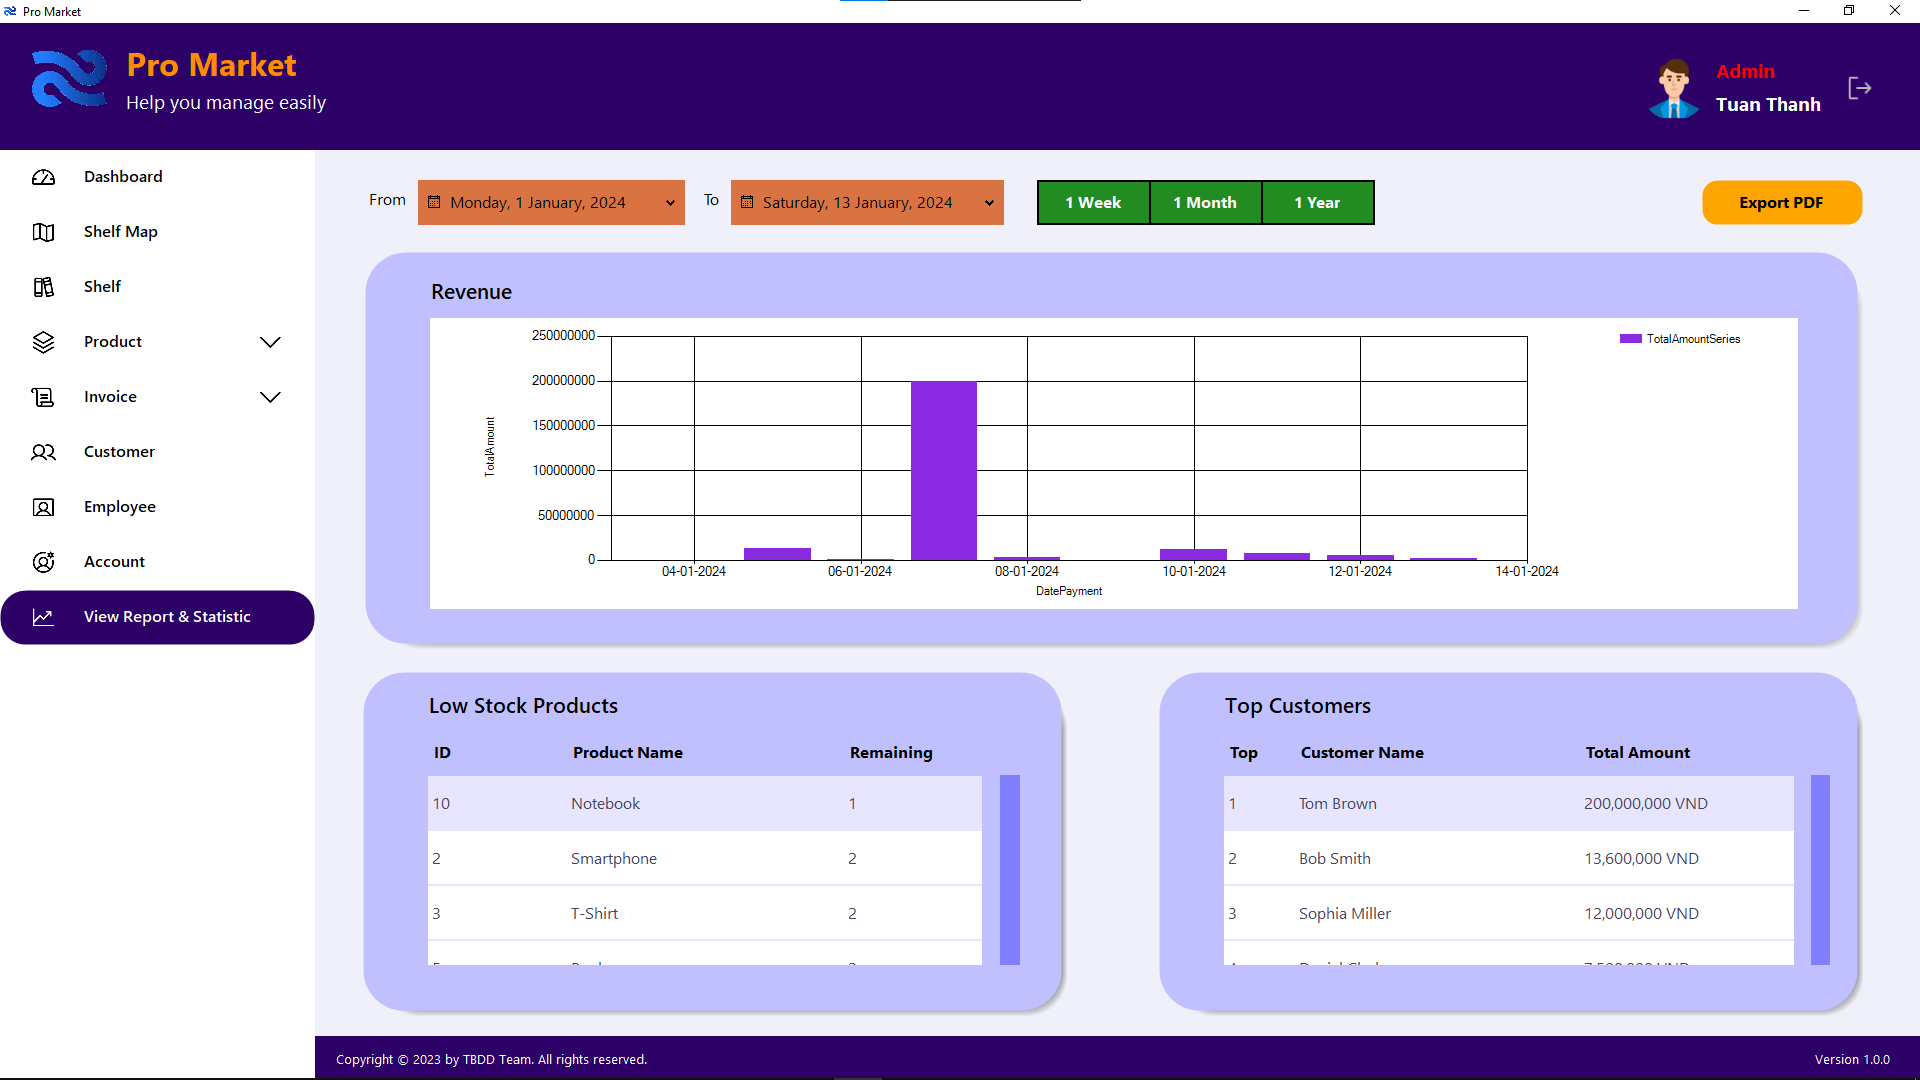 Pro Market
Pro Market
Help you manage easily
Admin
Tuan Thanh
Dashboard
Shelf Map
Shelf
Product
Invoice
Customer
Employee
Account
View Report & Statistic
From
Monday, 1 January, 2024
To
Saturday, 13 January, 2024
1 Week
1 Month
1 Year
Export PDF
Revenue
TotalAmount
250000000
200000000
150000000
100000000
50000000
0
04-01-2024
06-01-2024
08-01-2024
10-01-2024
12-01-2024
14-01-2024
DatePayment
TotalAmountSeries
Low Stock Products
ID Product Name Remaining
10 Notebook 1
2 Smartphone 2
3 T-Shirt 2
Top Customers
Top Customer Name Total Amount
1 Tom Brown 200,000,000 VND
2 Bob Smith 13,600,000 VND
3 Sophia Miller 12,000,000 VND
Copyright © 2023 by TBDD Team. All rights reserved.
Version 1.0.0